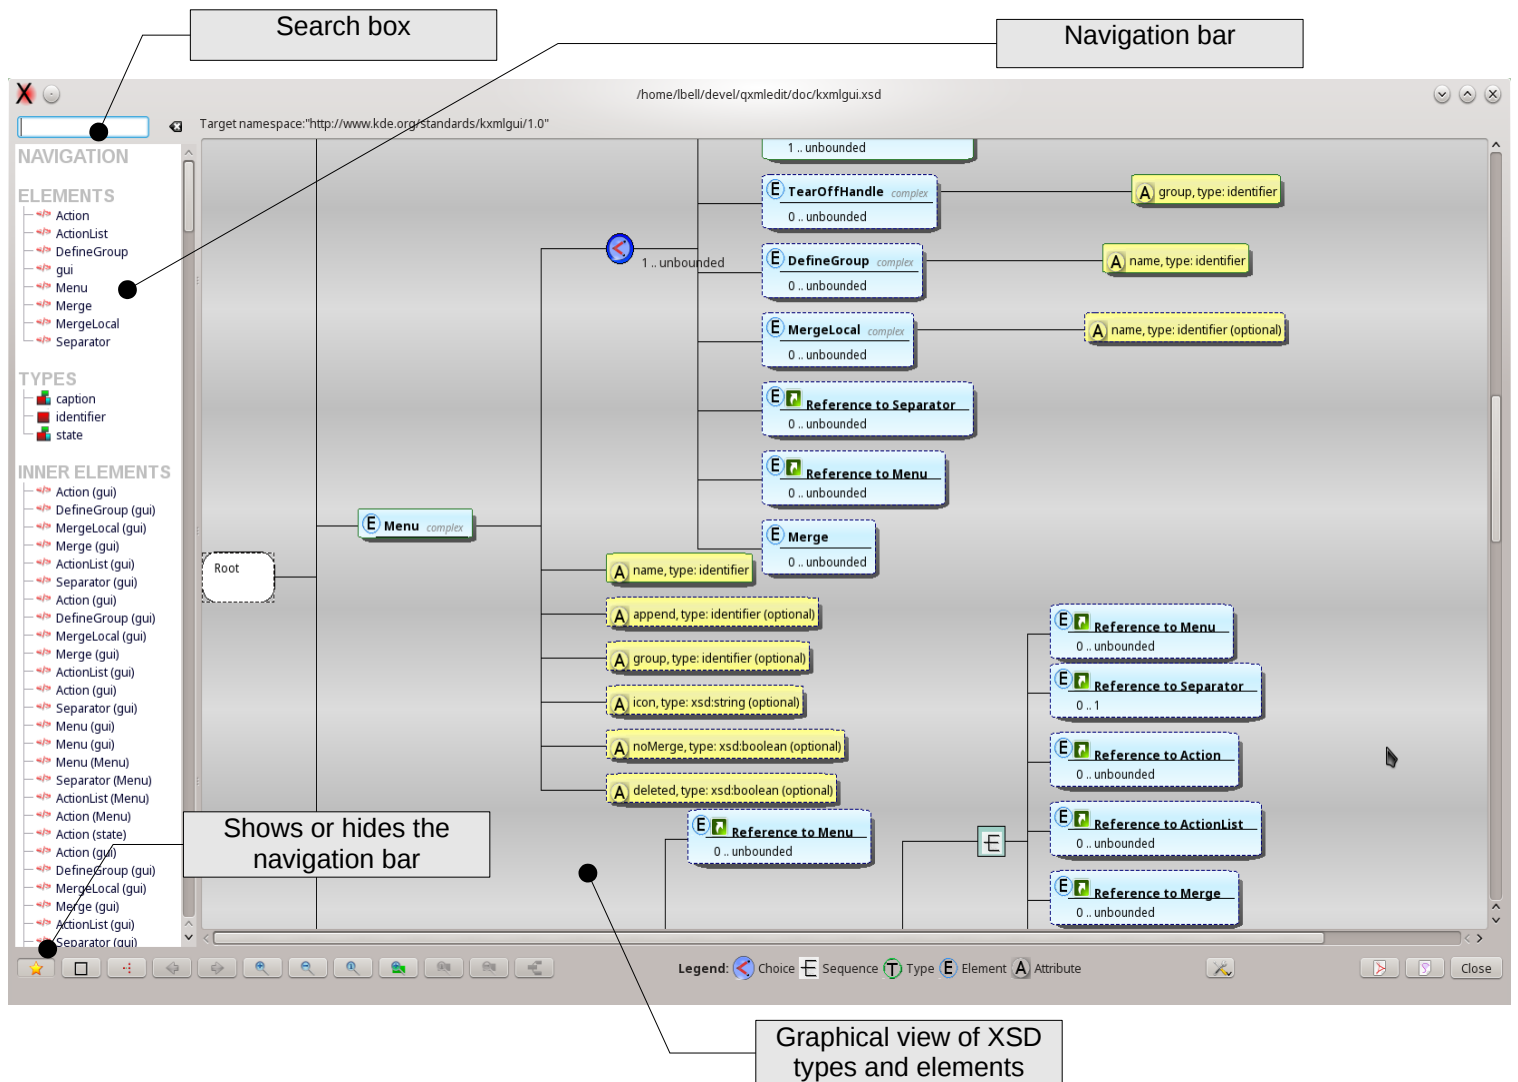 Search box
Navigation bar
/home/lbell/devel/qxmledit/doc/kxmlgui.xsd
Target namespace:"http://www.kde.org/standards/kxmlgui/1.0"
NAVIGATION
ELEMENTS
Action
ActionList
DefineGroup
gui
Menu
Merge
MergeLocal
Separator
TYPES
caption
identifier
state
INNER ELEMENTS
Action (gui)
DefineGroup (gui)
MergeLocal (gui)
Merge (gui)
ActionList (gui)
Separator (gui)
Action (gui)
DefineGroup (gui)
MergeLocal (gui)
Merge (gui)
ActionList (gui)
Action (gui)
Separator (gui)
Menu (gui)
Menu (gui)
Menu (Menu)
Separator (Menu)
ActionList (Menu)
Action (Menu)
Action (state)
Action (gui)
DefineGroup (gui)
MergeLocal (gui)
Merge (gui)
ActionList (gui)
Separator (gui)
Root
E Menu complex
1 .. unbounded
1 .. unbounded
E TearOffHandle complex
0 .. unbounded
A group, type: identifier
E DefineGroup complex
0 .. unbounded
A name, type: identifier
E MergeLocal complex
0 .. unbounded
A name, type: identifier (optional)
E Reference to Separator
0 .. unbounded
E Reference to Menu
0 .. unbounded
E Merge
0 .. unbounded
A name, type: identifier
A append, type: identifier (optional)
A group, type: identifier (optional)
A icon, type: xsd:string (optional)
A noMerge, type: xsd:boolean (optional)
A deleted, type: xsd:boolean (optional)
E Reference to Menu
0 .. unbounded
E Reference to Menu
0 .. unbounded
E Reference to Separator
0 .. 1
E Reference to Action
0 .. unbounded
E Reference to ActionList
0 .. unbounded
E Reference to Merge
0 .. unbounded
Shows or hides the
navigation bar
Legend: Choice Sequence T Type E Element A Attribute
Close
Graphical view of XSD
types and elements